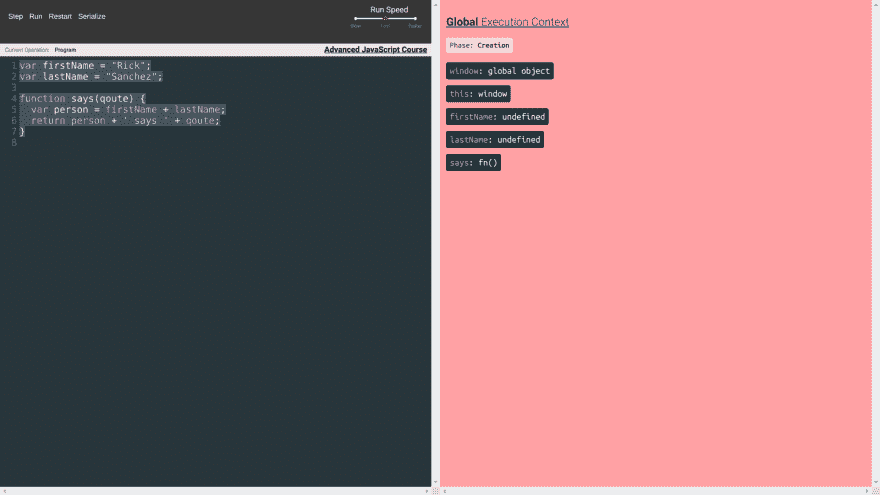 Step Run Restart Serialize
Run Speed
Slow Fast Faster
Current Operation: Program
Advanced JavaScript Course
1 var firstName = "Rick";
2 var lastName = "Sanchez";
3
4 function says(qoute) {
5 var person = firstName + lastName;
6 return person + ' says ' + qoute;
7 }
8
Global Execution Context
Phase: Creation
window: global object
this: window
firstName: undefined
lastName: undefined
says: fn()